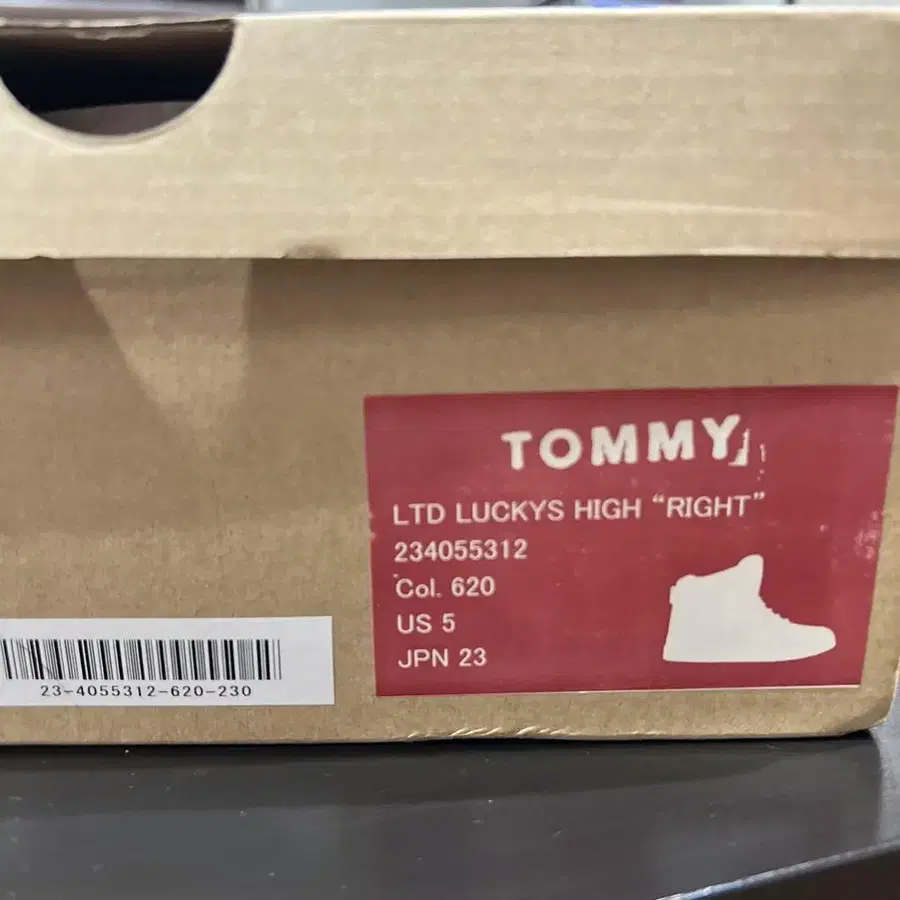 TOMMY
LTD LUCKYS HIGH “RIGHT”
234055312
Col. 620
US 5
JPN 23
23-4055312-620-230